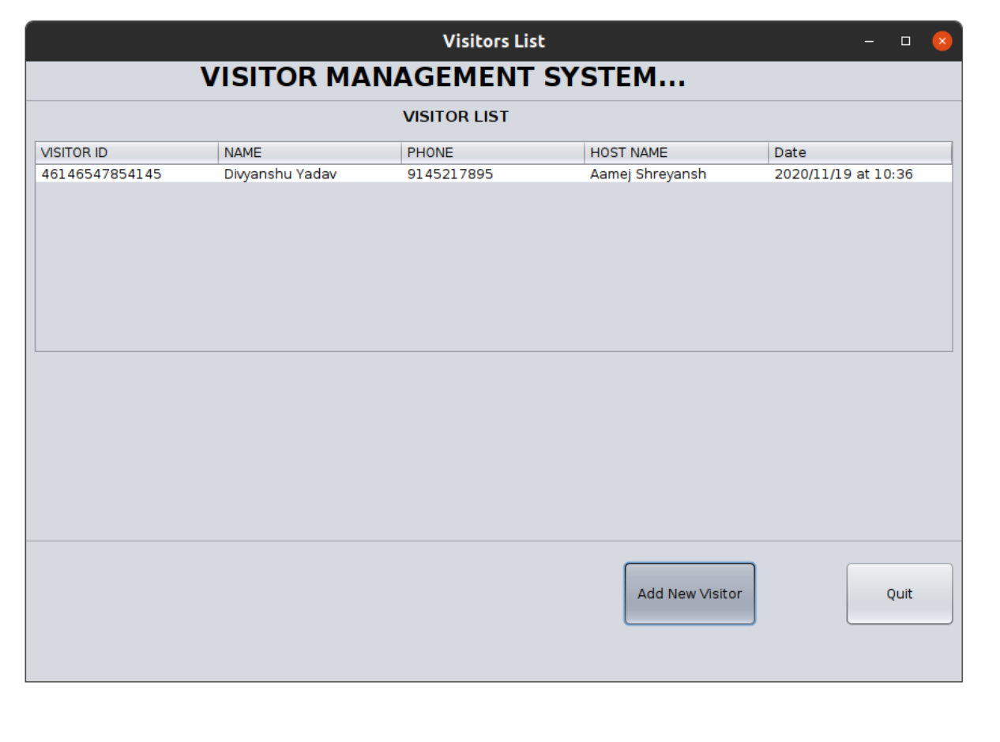 Visitors List
VISITOR MANAGEMENT SYSTEM...
VISITOR LIST
VISITOR ID NAME PHONE HOST NAME Date
46146547854145 Divyanshu Yadav 9145217895 Aamej Shreyansh 2020/11/19 at 10:36
Add New Visitor Quit